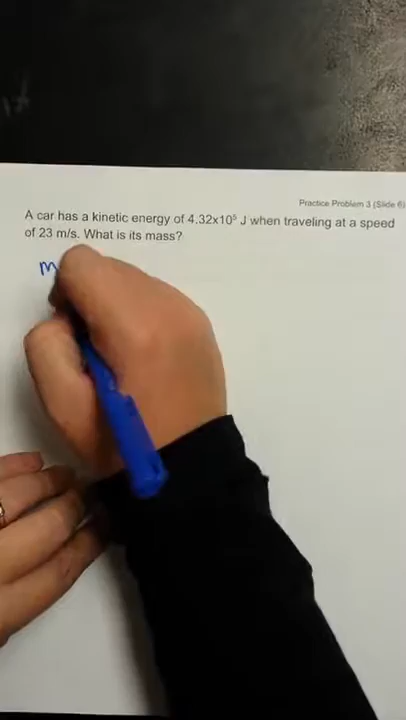 Practice Problem 3 (Slide 6)
A car has a kinetic energy of 4.32x10⁵ J when traveling at a speed
of 23 m/s. What is its mass?
m